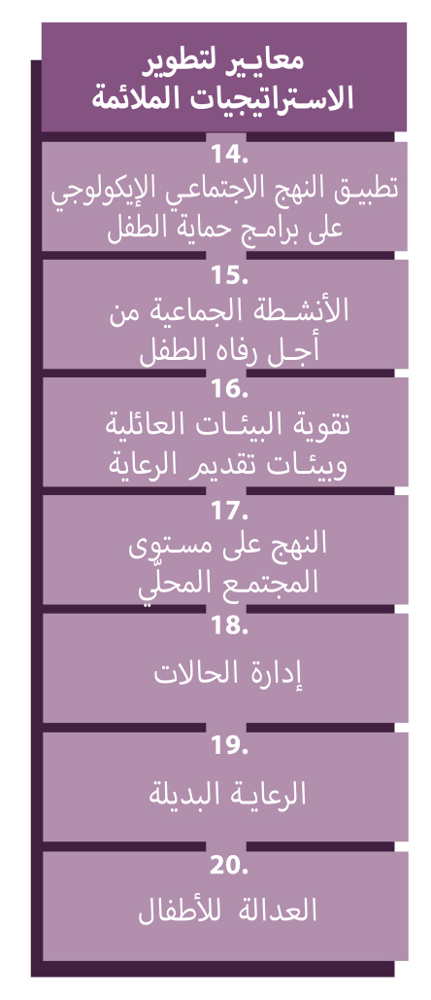 معايير لتطوير
الاستراتيجيات الملائمة
14.
تطبيق النهج الاجتماعي الإيكولوجي
على برامج حماية الطفل
15.
الأنشطة الجماعية من
أجل رفاه الطفل
16.
تقوية البيئات العائلية
وبيئات تقديم الرعاية
17.
النهج على مستوى
المجتمع المحلّي
18.
إدارة الحالات
19.
الرعاية البديلة
20.
العدالة للأطفال